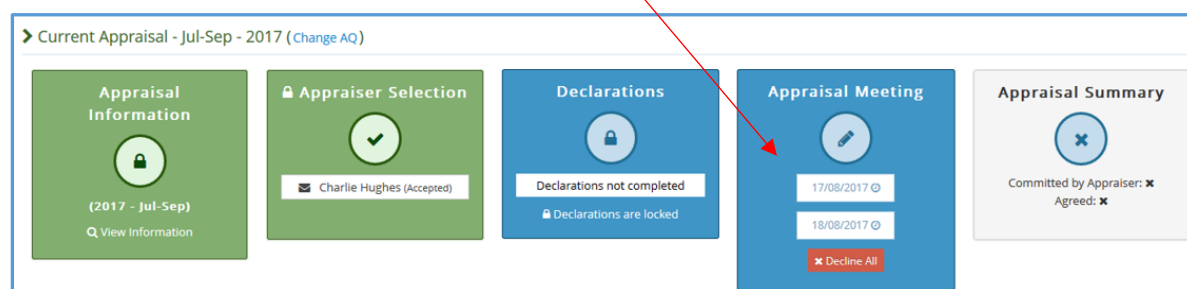 Current Appraisal - Jul-Sep - 2017 (Change AQ)
Appraisal
Information
(2017 - Jul-Sep)
View Information
Appraiser Selection
Charlie Hughes (Accepted)
Declarations
Declarations not completed
Declarations are locked
Appraisal Meeting
17/08/2017
18/08/2017
Decline All
Appraisal Summary
Committed by Appraiser:
Agreed: